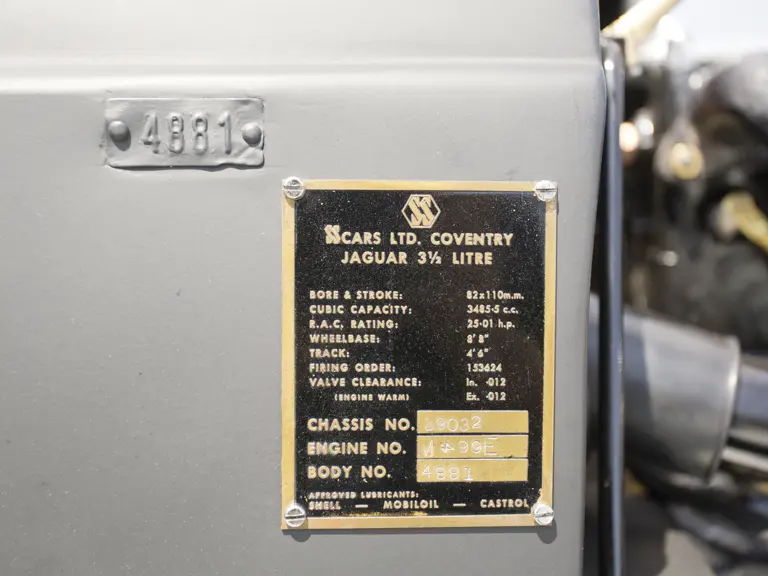 4881
SS
SS CARS LTD. COVENTRY
JAGUAR 3½ LITRE
BORE & STROKE: 82x110m.m.
CUBIC CAPACITY: 3485·5 c.c.
R.A.C. RATING: 25·01 h.p.
WHEELBASE: 8' 8"
TRACK: 4' 6"
FIRING ORDER: 153624
VALVE CLEARANCE: In. ·012
(ENGINE WARM) Ex. ·012
CHASSIS NO. 39032
ENGINE NO.
BODY NO. 4881
APPROVED LUBRICANTS:
SHELL — MOBILOIL — CASTROL